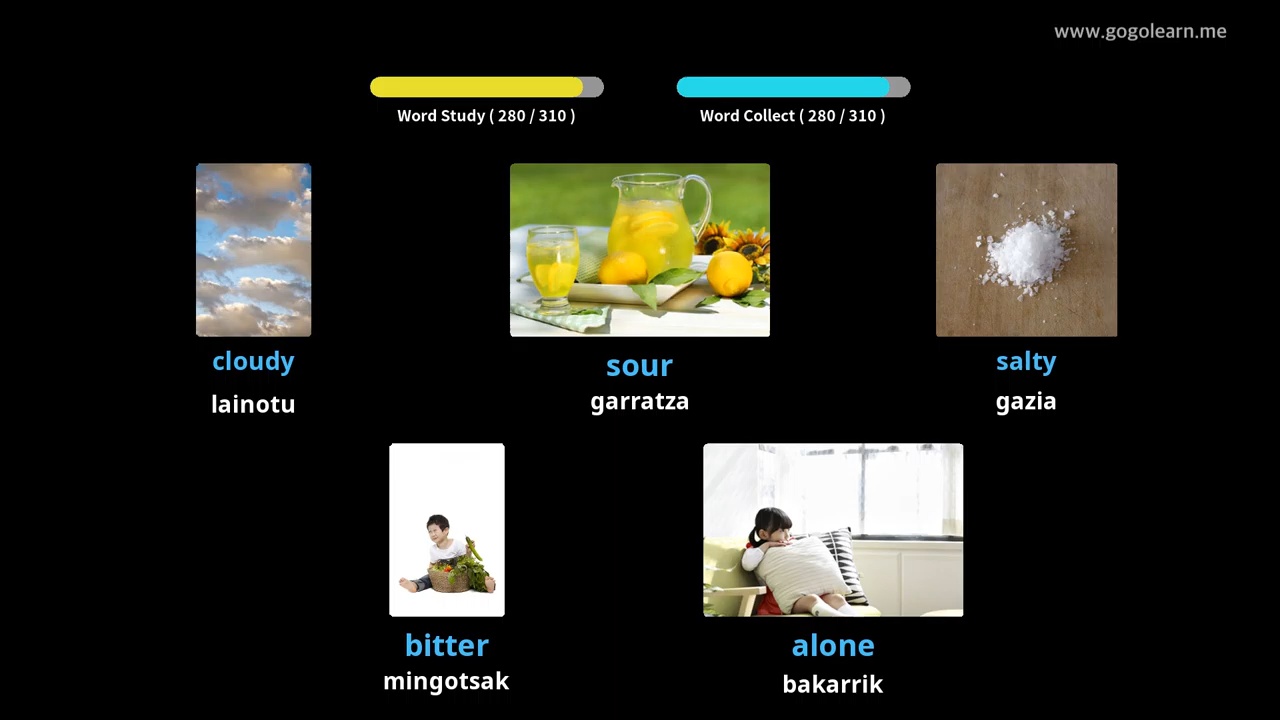 www.gogolearn.me
Word Study ( 280 / 310 )
Word Collect ( 280 / 310 )
cloudy
lainotu
sour
garratza
salty
gazia
bitter
mingotsak
alone
bakarrik